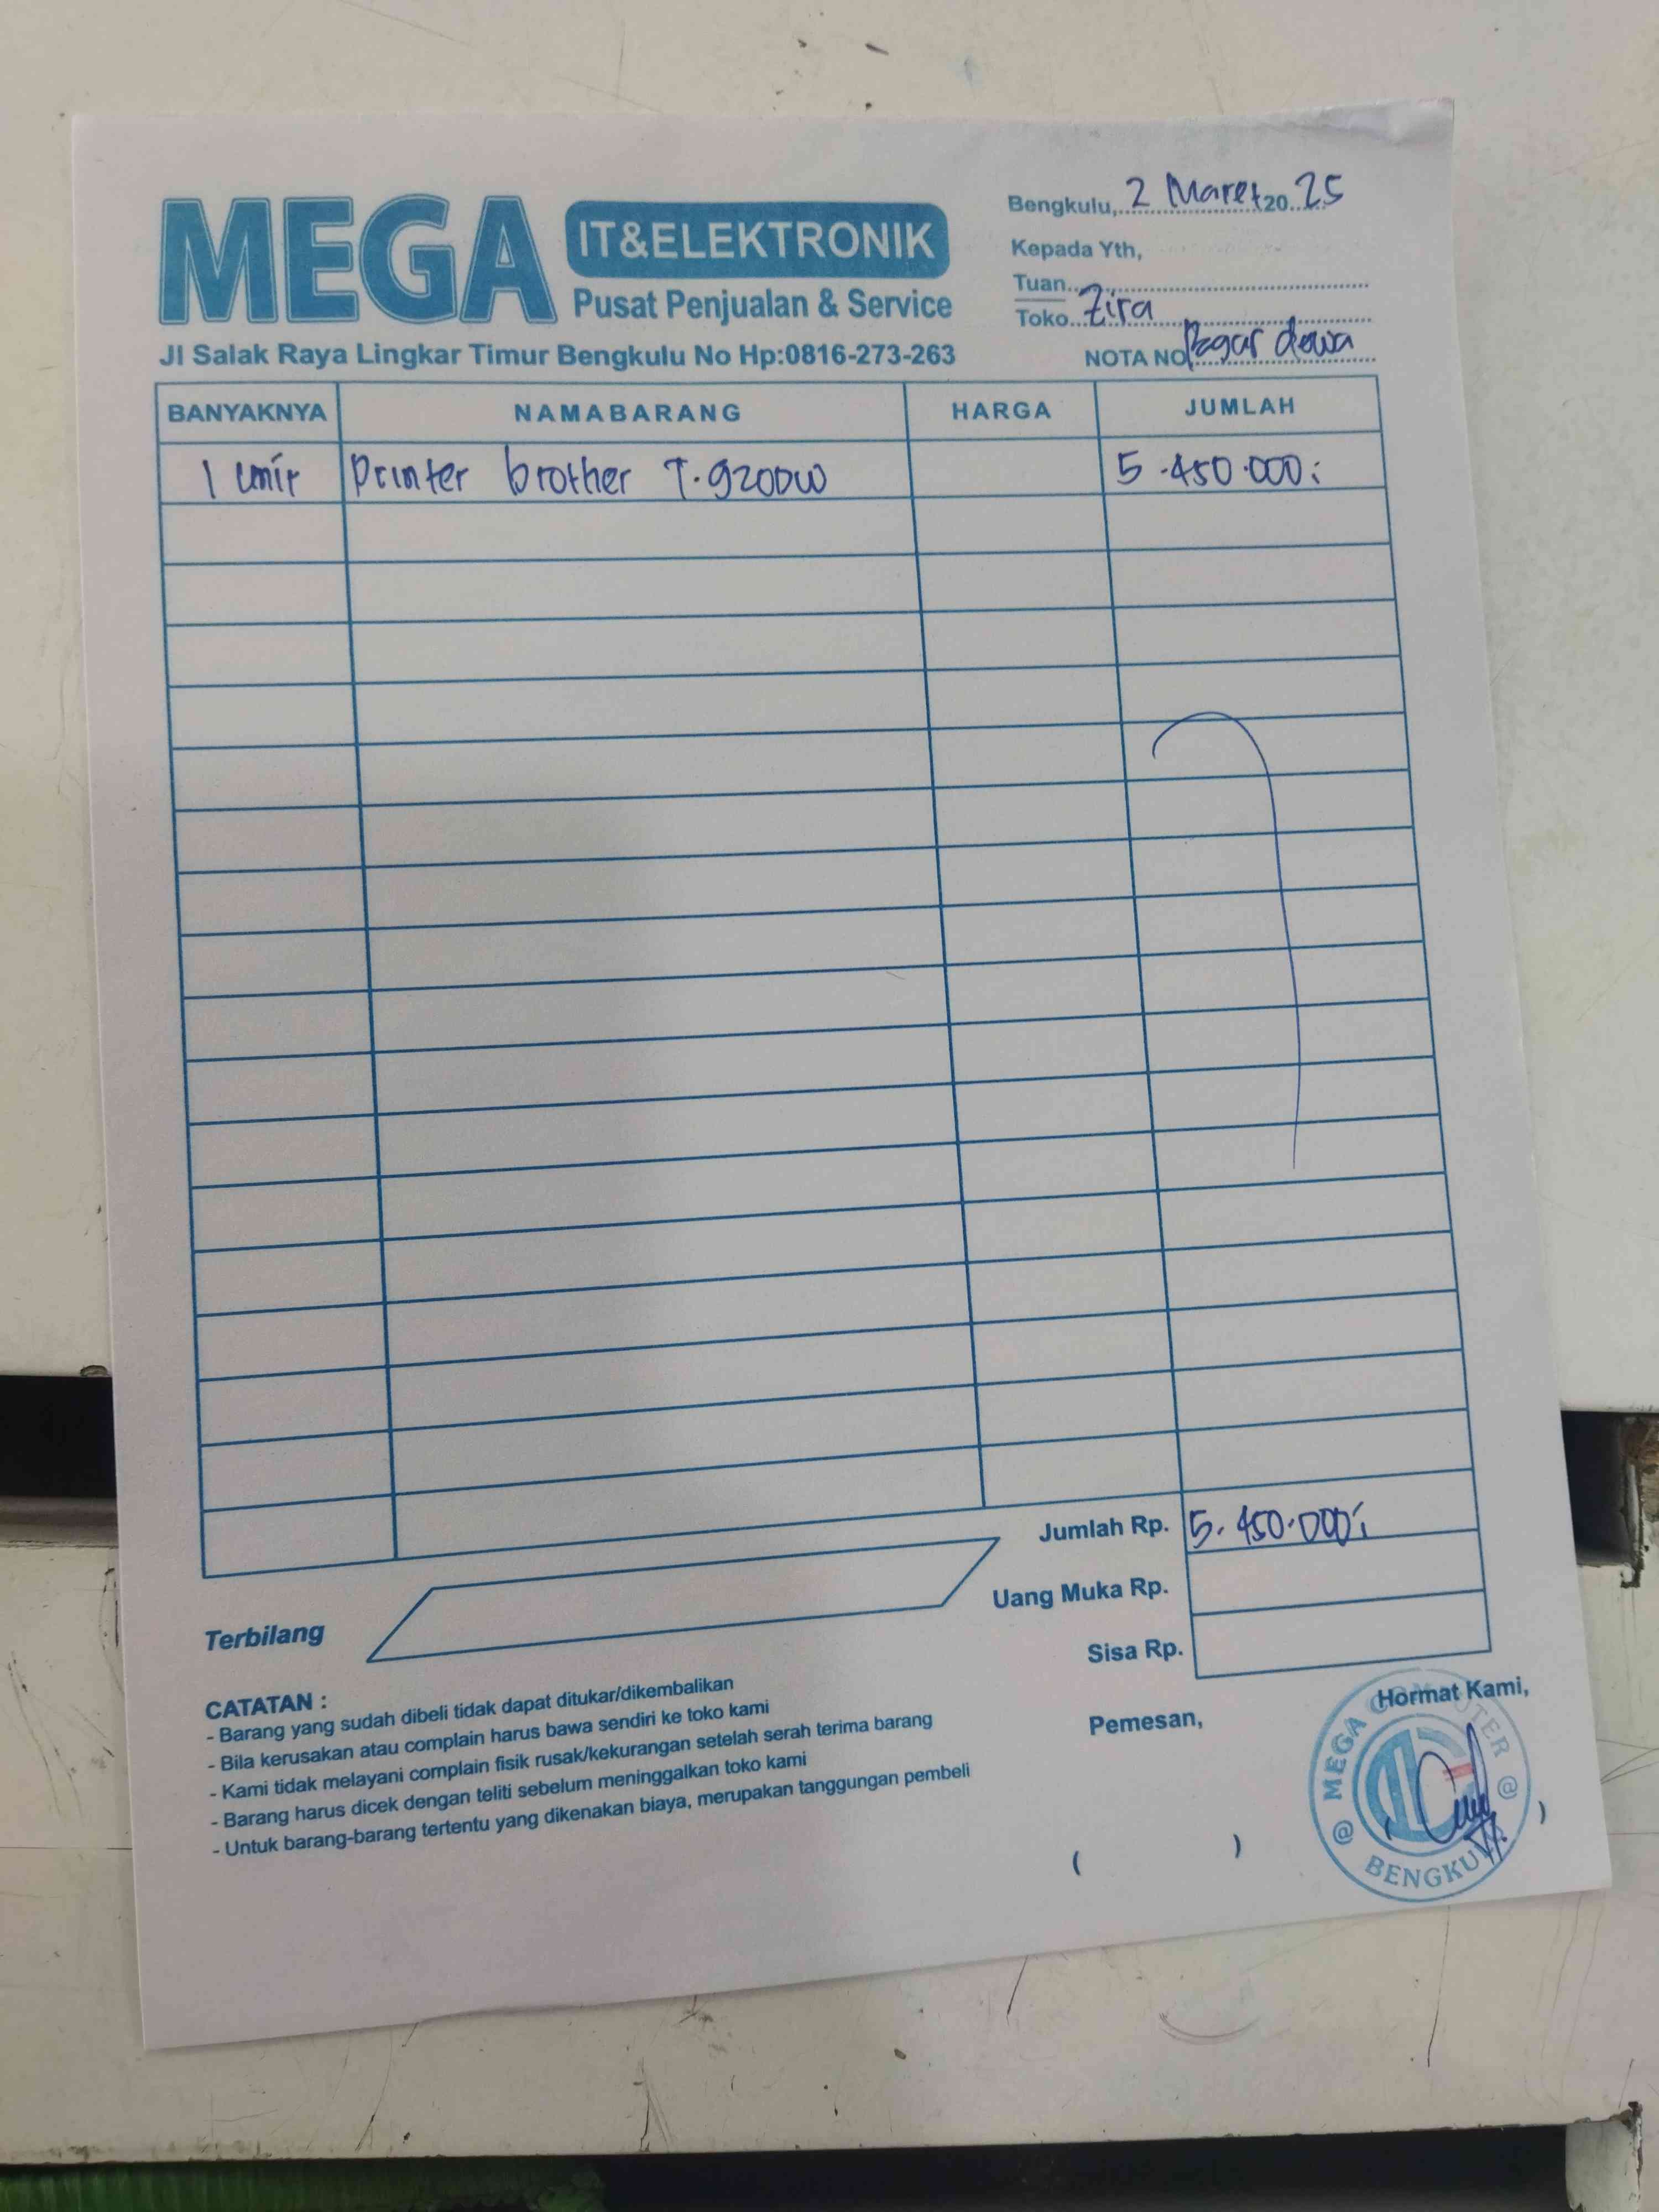 MEGA
IT&ELEKTRONIK
Pusat Penjualan & Service
Jl Salak Raya Lingkar Timur Bengkulu No Hp:0816-273-263
Bengkulu, 2 Maret 20 25
Kepada Yth,
Tuan
Toko Zira
NOTA NO Pagar dewa
BANYAKNYA NAMABARANG HARGA JUMLAH
1 unit Printer brother T.9200W 5.450.000
Jumlah Rp. 5.450.000
Uang Muka Rp.
Sisa Rp.
Terbilang
CATATAN :
- Barang yang sudah dibeli tidak dapat ditukar/dikembalikan
- Bila kerusakan atau complain harus bawa sendiri ke toko kami
- Kami tidak melayani complain fisik rusak/kekurangan setelah serah terima barang
- Barang harus dicek dengan teliti sebelum meninggalkan toko kami
- Untuk barang-barang tertentu yang dikenakan biaya, merupakan tanggungan pembeli
Pemesan,
( )
Hormat Kami,
@ MEGA COMPUTER @
BENGKULU